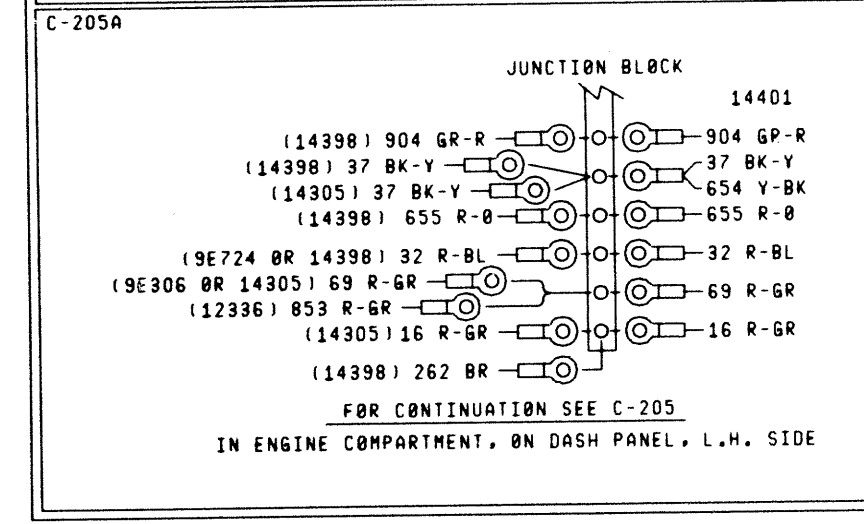 C-205A
JUNCTION BLOCK
14401
(14398) 904 GR-R
904 GR-R
(14398) 37 BK-Y
37 BK-Y
(14305) 37 BK-Y
654 Y-BK
(14398) 655 R-O
655 R-O
(9E724 OR 14398) 32 R-BL
32 R-BL
(9E306 OR 14305) 69 R-GR
69 R-GR
(12336) 853 R-GR
(14305) 16 R-GR
16 R-GR
(14398) 262 BR
FOR CONTINUATION SEE C-205
IN ENGINE COMPARTMENT, ON DASH PANEL, L.H. SIDE